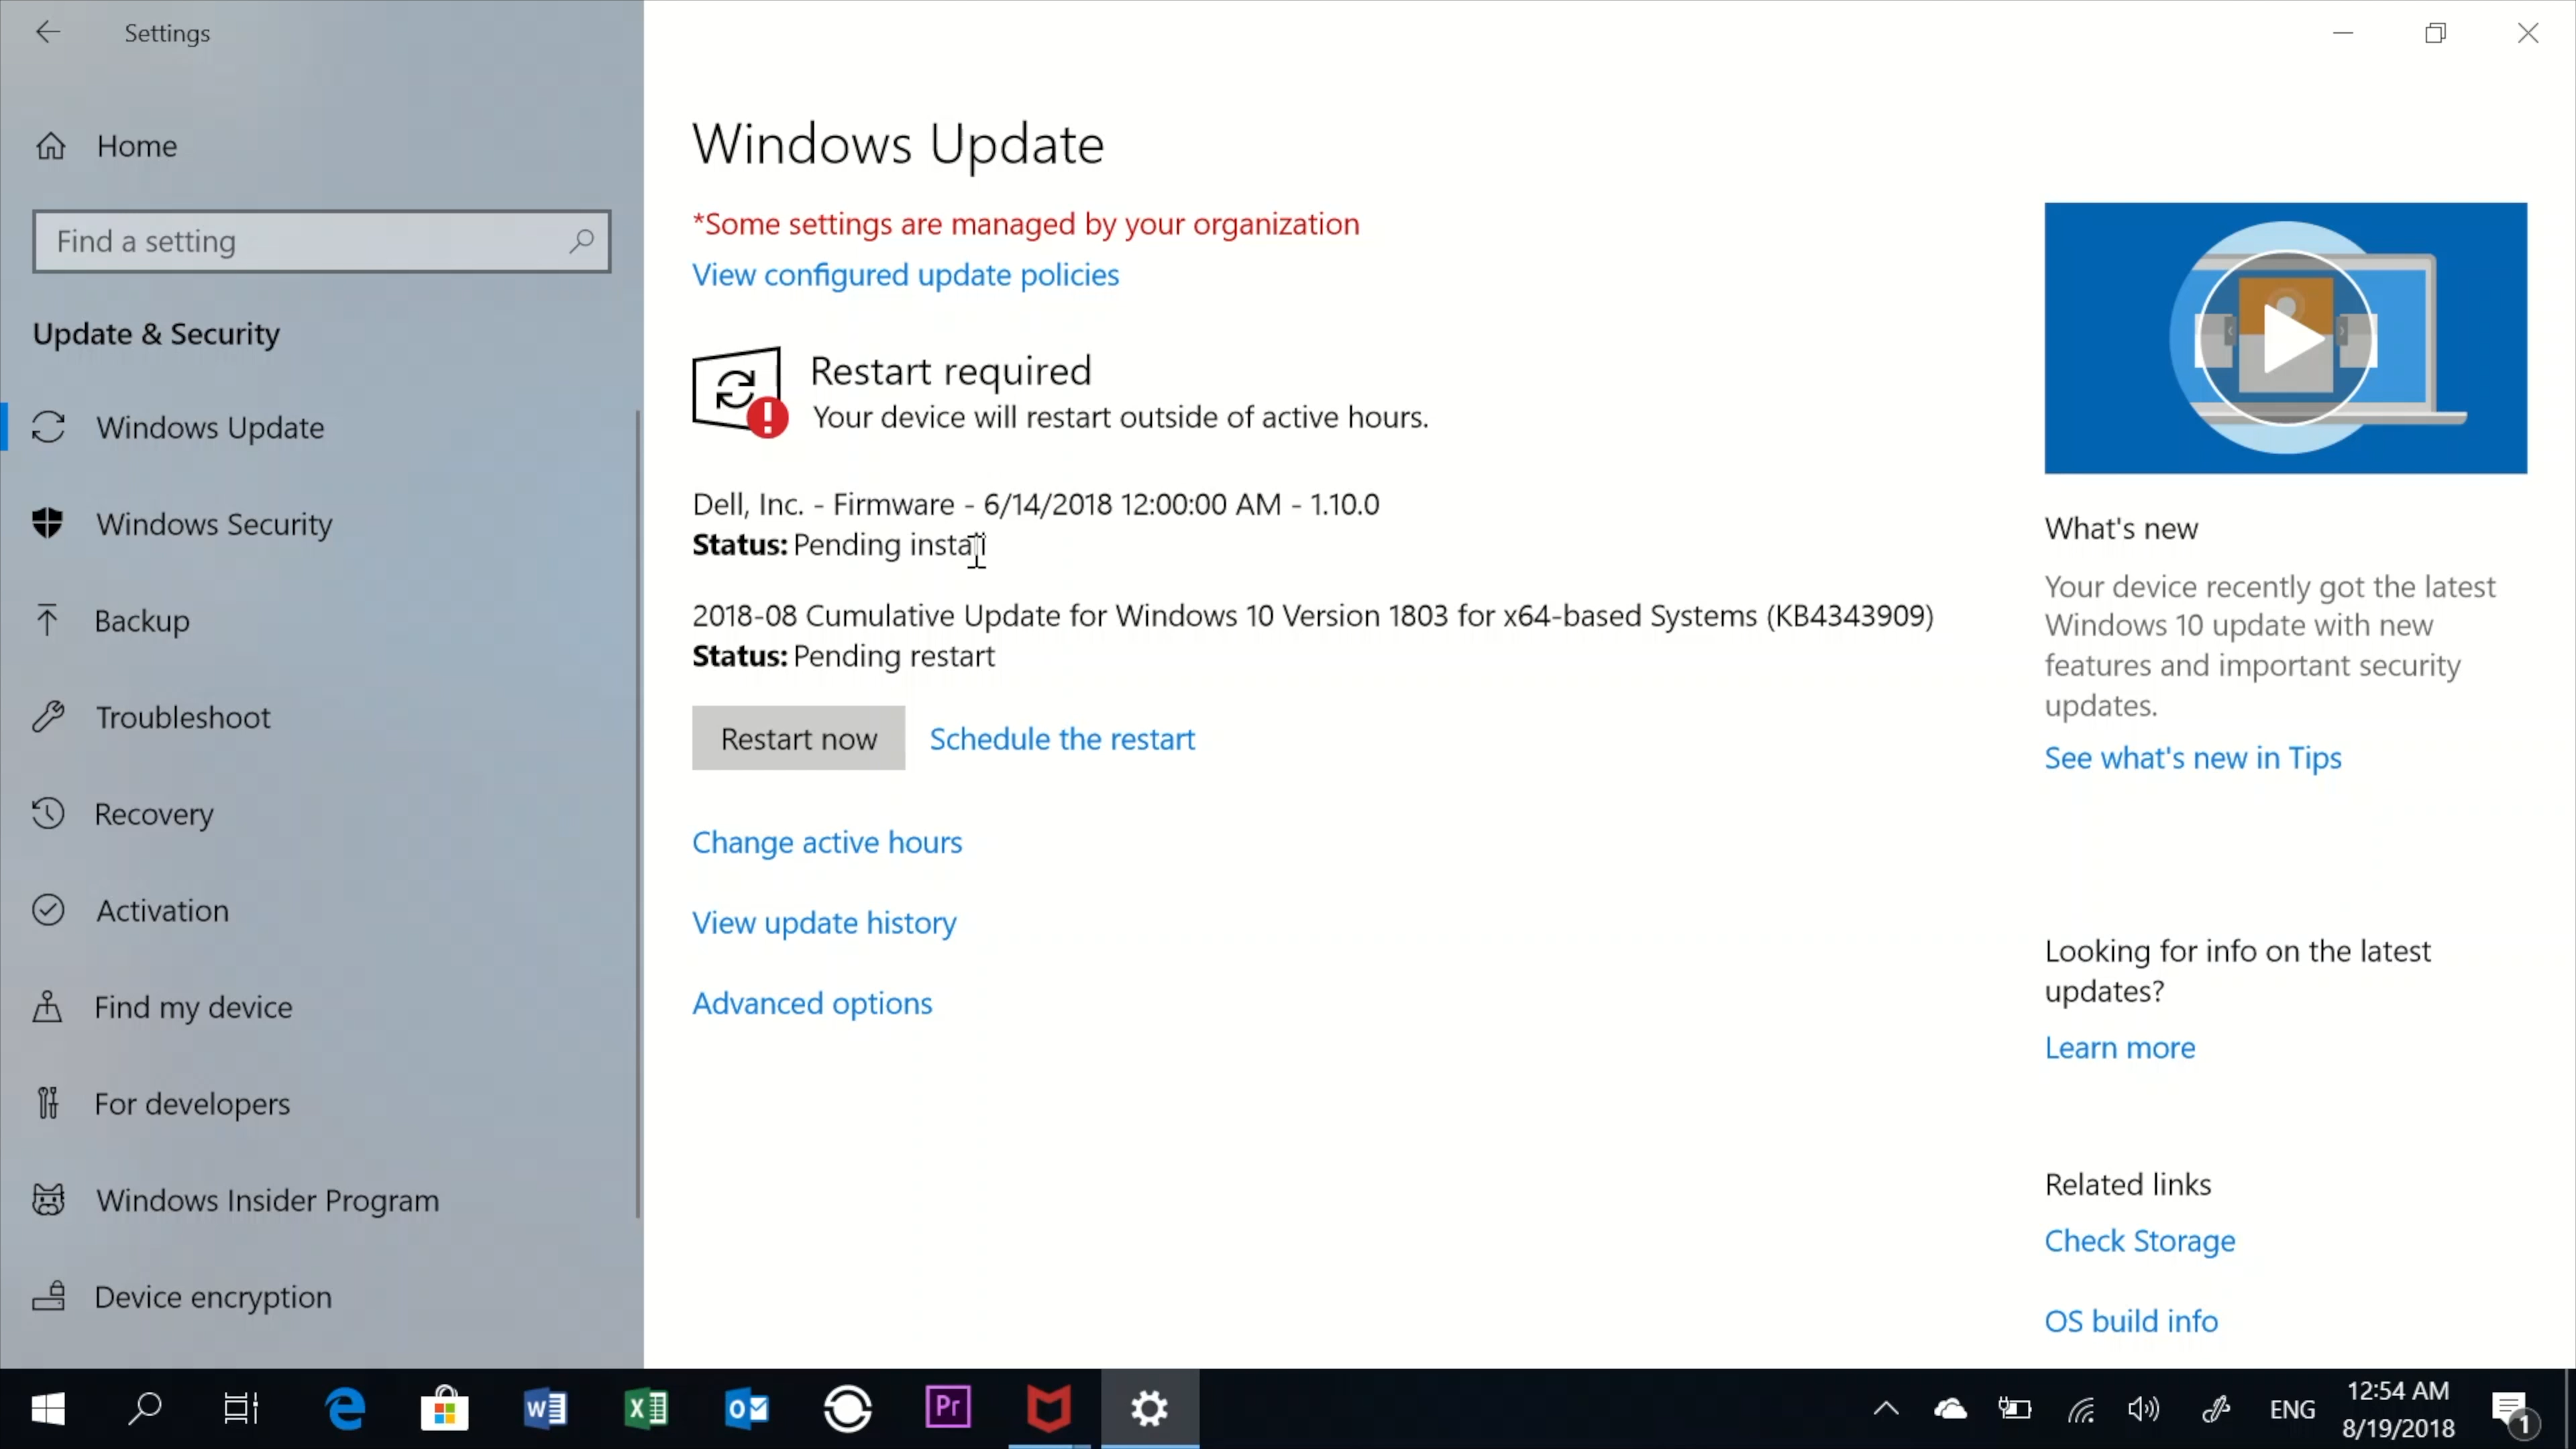 Settings
Home
Find a setting
Update & Security
Windows Update
Windows Security
Backup
Troubleshoot
Recovery
Activation
Find my device
For developers
Windows Insider Program
Device encryption
Windows Update
*Some settings are managed by your organization
View configured update policies
Restart required
Your device will restart outside of active hours.
Dell, Inc. - Firmware - 6/14/2018 12:00:00 AM - 1.10.0
Status: Pending install
2018-08 Cumulative Update for Windows 10 Version 1803 for x64-based Systems (KB4343909)
Status: Pending restart
Restart now
Schedule the restart
Change active hours
View update history
Advanced options
What's new
Your device recently got the latest
Windows 10 update with new
features and important security
updates.
See what's new in Tips
Looking for info on the latest
updates?
Learn more
Related links
Check Storage
OS build info
Pr
ENG
12:54 AM
8/19/2018
1